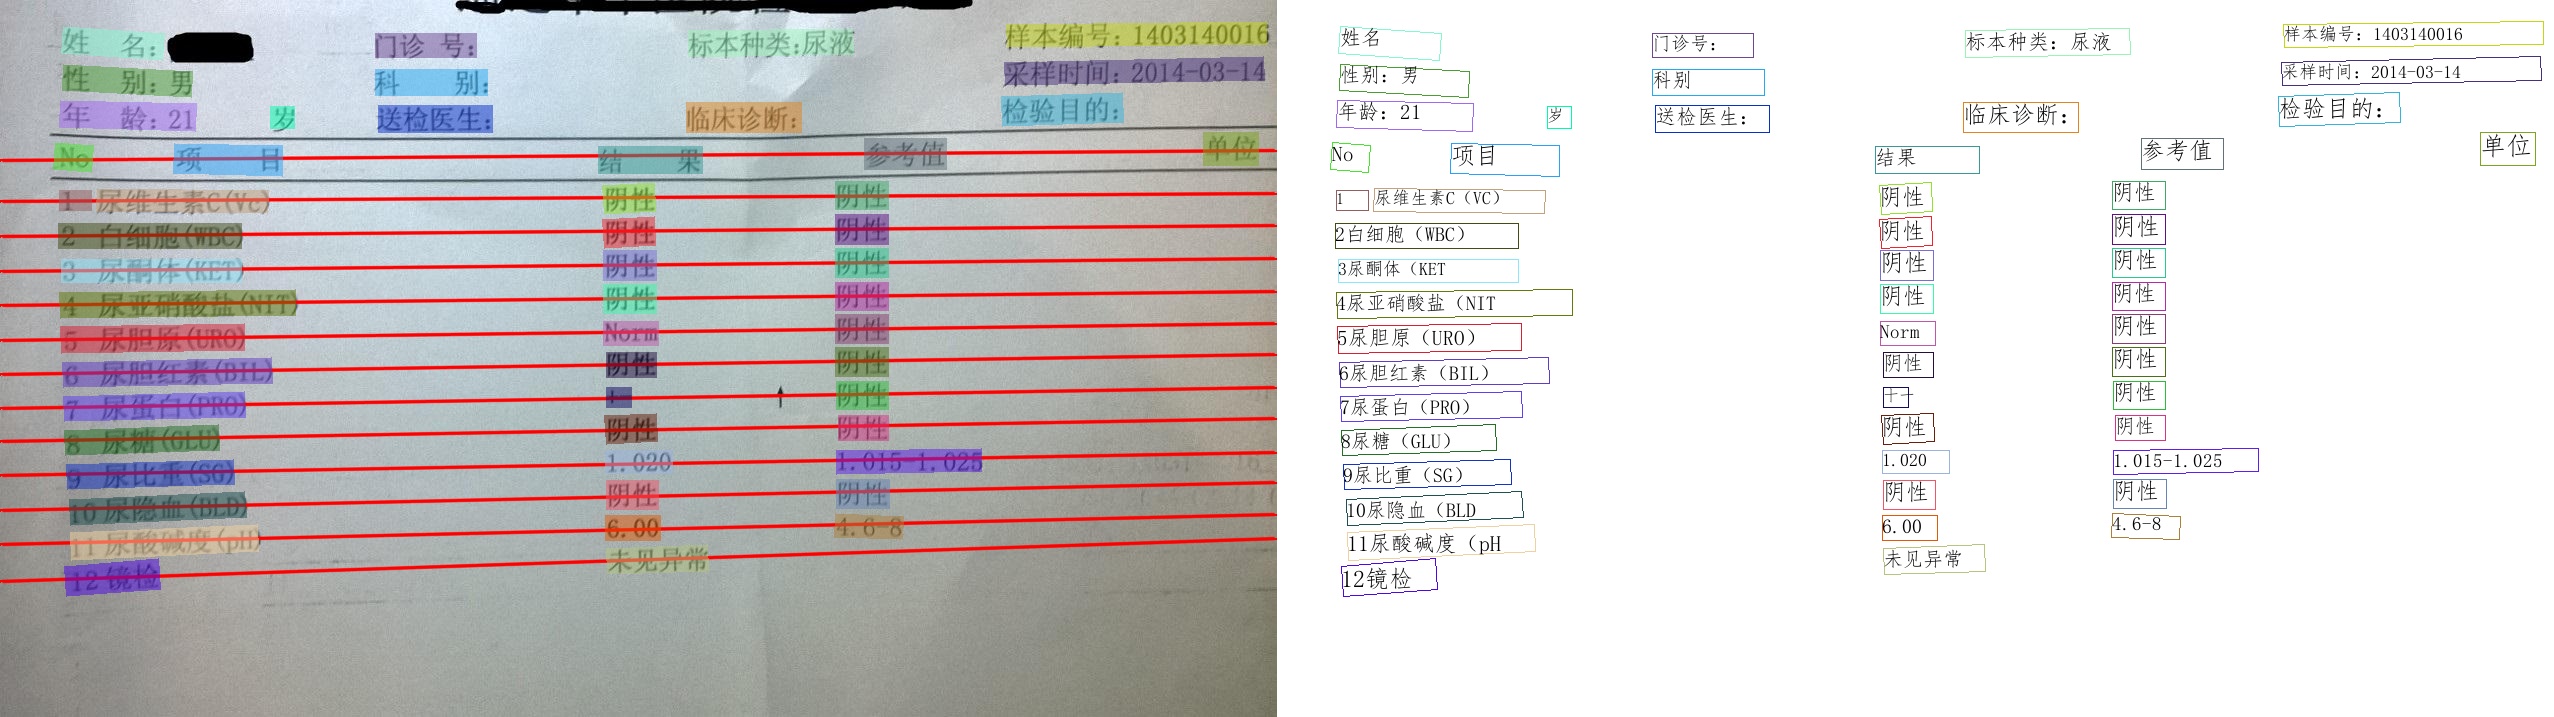 姓 名:
门诊 号:
标本种类:尿液
样本编号:1403140016
性 别:男
科 别:
采样时间:2014-03-14
年 龄:21 岁
送检医生:
临床诊断:
检验目的:
No 项 目 结 果 参考值 单位
1 尿维生素C(Vc) 阴性 阴性
2 白细胞(WBC) 阴性 阴性
3 尿酮体(KET) 阴性 阴性
4 尿亚硝酸盐(NIT) 阴性 阴性
5 尿胆原(URO) Norm 阴性
6 尿胆红素(BIL) 阴性 阴性
7 尿蛋白(PRO) +- ↑ 阴性
8 尿糖(GLU) 阴性 阴性
9 尿比重(SG) 1.020 1.015-1.025
10 尿隐血(BLD) 阴性 阴性
11 尿酸碱度(pH) 6.00 4.6-8
12 镜检 未见异常
姓名
门诊号:
标本种类: 尿液
样本编号: 1403140016
性别: 男
科别
采样时间: 2014-03-14
年龄: 21 岁
送检医生:
临床诊断:
检验目的:
No 项目 结果 参考值 单位
1 尿维生素C（VC） 阴性 阴性
2白细胞（WBC） 阴性 阴性
3尿酮体（KET 阴性 阴性
4尿亚硝酸盐（NIT 阴性 阴性
5尿胆原（URO） Norm 阴性
6尿胆红素（BIL） 阴性 阴性
7尿蛋白（PRO） 十- 阴性
8尿糖（GLU） 阴性 阴性
9尿比重（SG） 1.020 1.015-1.025
10尿隐血（BLD 阴性 阴性
11尿酸碱度（pH 6.00 4.6-8
12镜检 未见异常